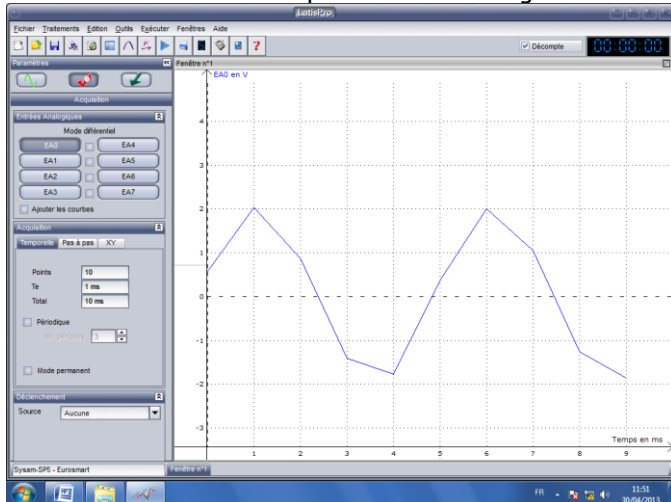 LatisPro
Fichier Traitements Edition Outils Exécuter Fenêtres Aide
Décompte 00:00:00
Paramètres
Fenêtre n°1
Acquisition
Entrées Analogiques
Mode différentiel
EA0 EA4
EA1 EA5
EA2 EA6
EA3 EA7
Ajouter les courbes
Acquisition
Temporelle Pas à pas XY
Points 10
Te 1 ms
Total 10 ms
Périodique
Nb. périodes 3
Mode permanent
Déclenchement
Source Aucune
EA0 en V
4
3
2
1
0
-1
-2
-3
Temps en ms
1 2 3 4 5 6 7 8 9
Sysam-SP5 - Eurosmart
Fenêtre n°1
FR
11:51
30/04/2013